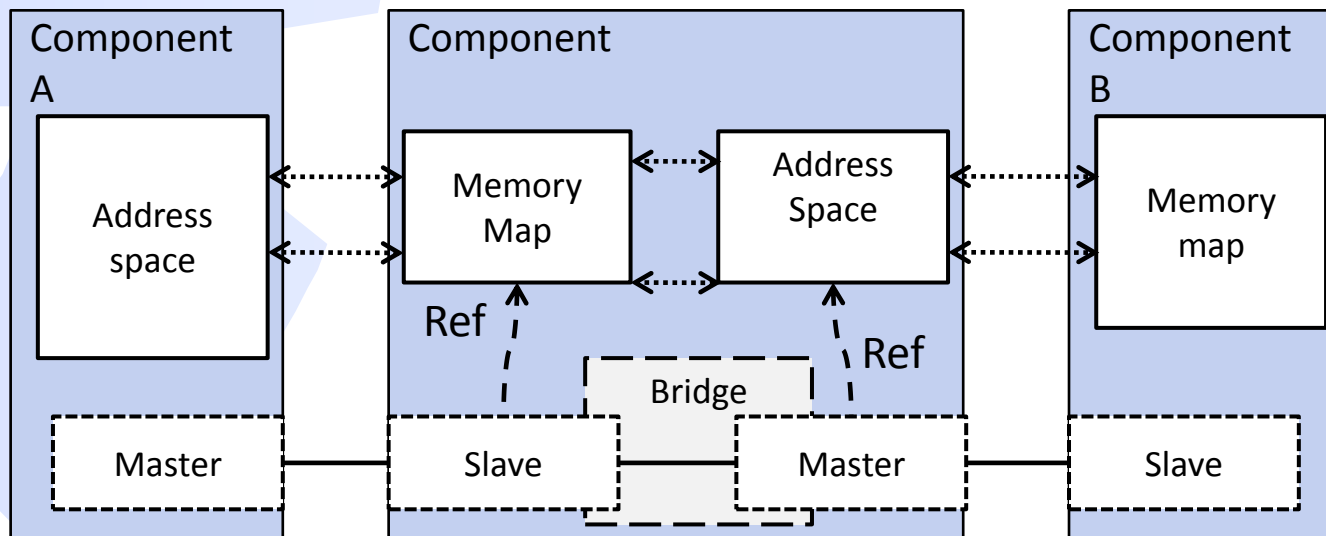 Component
A
Component
Component
B
Address
space
Memory
Map
Address
Space
Memory
map
Ref
Ref
Bridge
Master
Slave
Master
Slave